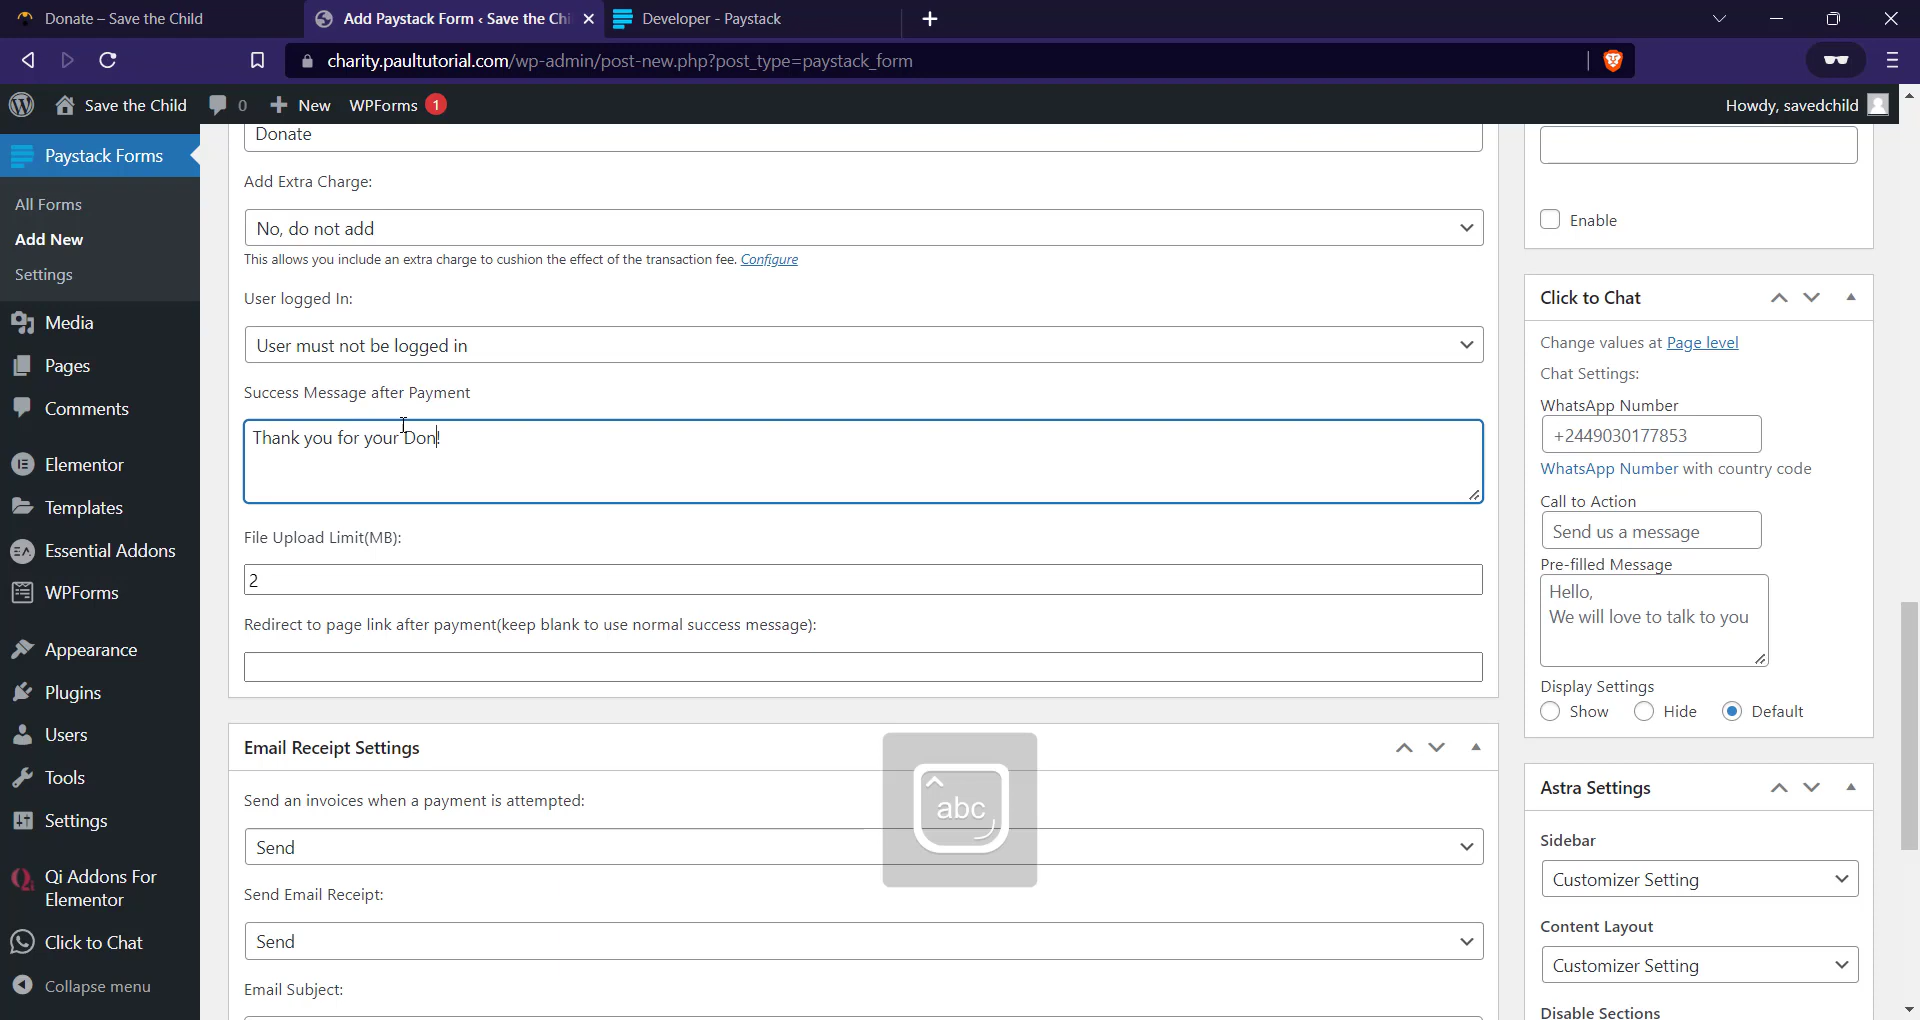 Donate – Save the Child
Add Paystack Form ‹ Save the Chi
Developer - Paystack
charity.paultutorial.com/wp-admin/post-new.php?post_type=paystack_form
Save the Child
0
New
WPForms
1
Howdy, savedchild
Paystack Forms
All Forms
Add New
Settings
Media
Pages
Comments
Elementor
Templates
Essential Addons
WPForms
Appearance
Plugins
Users
Tools
Settings
Qi Addons For
Elementor
Click to Chat
Collapse menu
Donate
Add Extra Charge:
No, do not add
This allows you include an extra charge to cushion the effect of the transaction fee. Configure
User logged In:
User must not be logged in
Success Message after Payment
Thank you for your Don!
File Upload Limit(MB):
2
Redirect to page link after payment(keep blank to use normal success message):
Email Receipt Settings
Send an invoices when a payment is attempted:
Send
Send Email Receipt:
Send
Email Subject:
abc
Enable
Click to Chat
Change values at Page level
Chat Settings:
WhatsApp Number
+2449030177853
WhatsApp Number with country code
Call to Action
Send us a message
Pre-filled Message
Hello,
We will love to talk to you
Display Settings
Show
Hide
Default
Astra Settings
Sidebar
Customizer Setting
Content Layout
Customizer Setting
Disable Sections